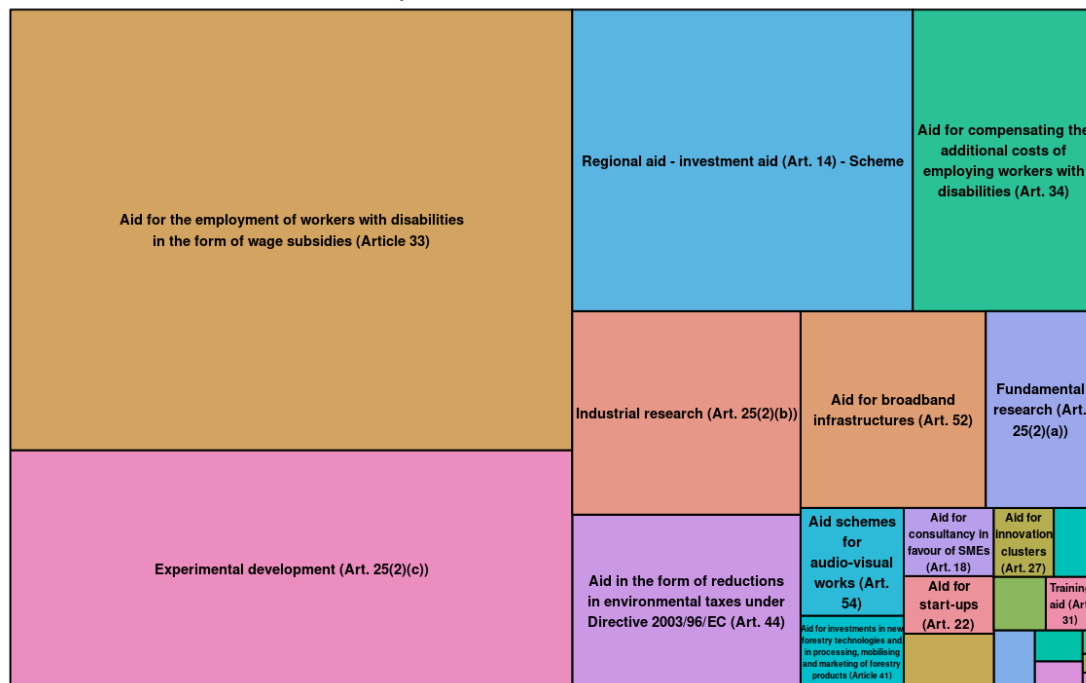 Aid for the employment of workers with disabilities
in the form of wage subsidies (Article 33)
Regional aid - investment aid (Art. 14) - Scheme
Aid for compensating the
additional costs of
employing workers with
disabilities (Art. 34)
Experimental development (Art. 25(2)(c))
Industrial research (Art. 25(2)(b))
Aid for broadband
infrastructures (Art. 52)
Fundamental
research (Art.
25(2)(a))
Aid in the form of reductions
in environmental taxes under
Directive 2003/96/EC (Art. 44)
Aid schemes
for
audio-visual
works (Art.
54)
Aid for
consultancy in
favour of SMEs
(Art. 18)
Aid for
innovation
clusters
(Art. 27)
Aid for
start-ups
(Art. 22)
Training
aid (Art.
31)
Aid for investments in new
forestry technologies and
in processing, mobilising
and marketing of forestry
products (Article 41)